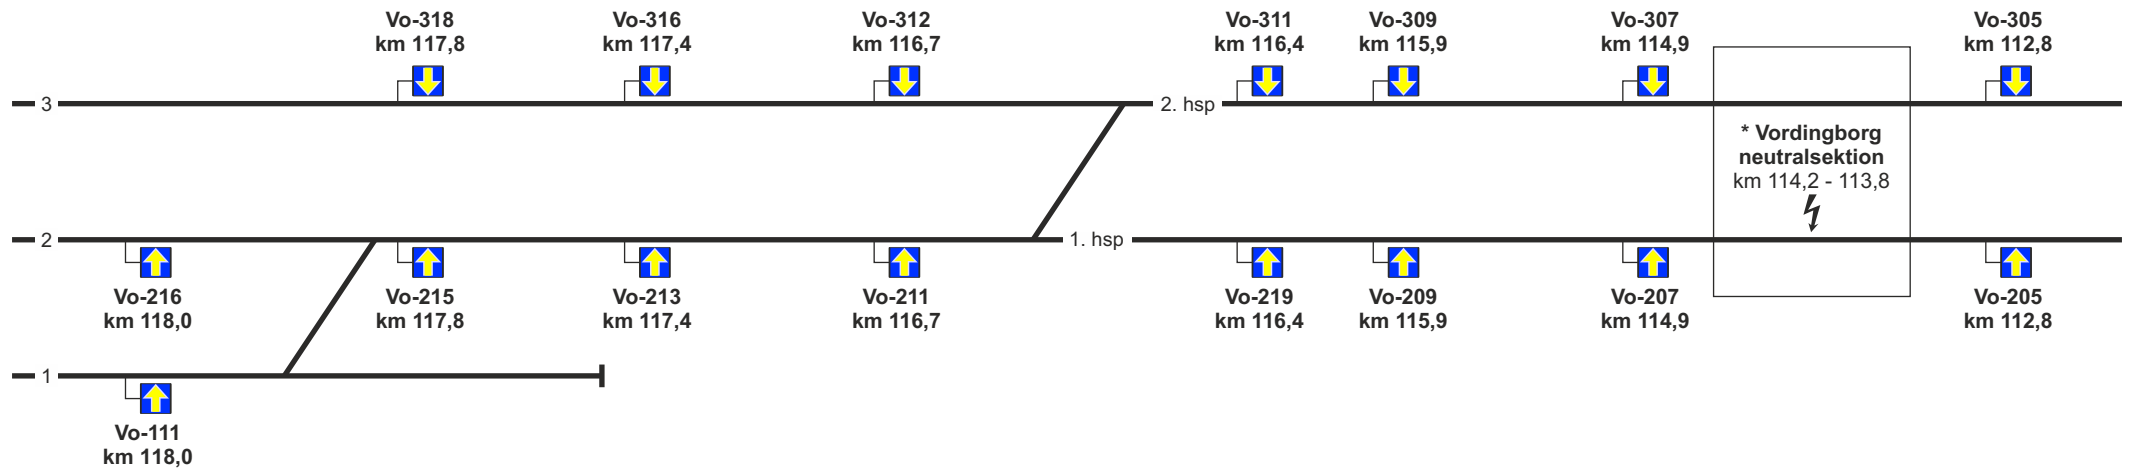 Vo-318
km 117,8
Vo-316
km 117,4
Vo-312
km 116,7
Vo-311
km 116,4
Vo-309
km 115,9
Vo-307
km 114,9
Vo-305
km 112,8
3
2. hsp
* Vordingborg
neutralsektion
km 114,2 - 113,8
2
1. hsp
Vo-216
km 118,0
Vo-215
km 117,8
Vo-213
km 117,4
Vo-211
km 116,7
Vo-219
km 116,4
Vo-209
km 115,9
Vo-207
km 114,9
Vo-205
km 112,8
1
Vo-111
km 118,0